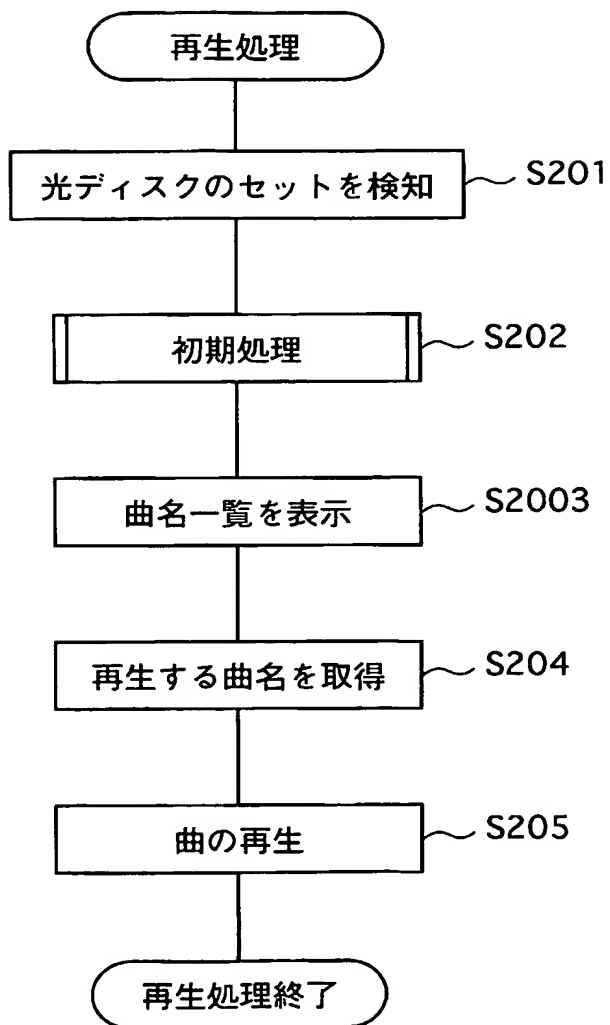 再生処理
光ディスクのセットを検知 S201
初期処理 S202
曲名一覧を表示 S2003
再生する曲名を取得 S204
曲の再生 S205
再生処理終了